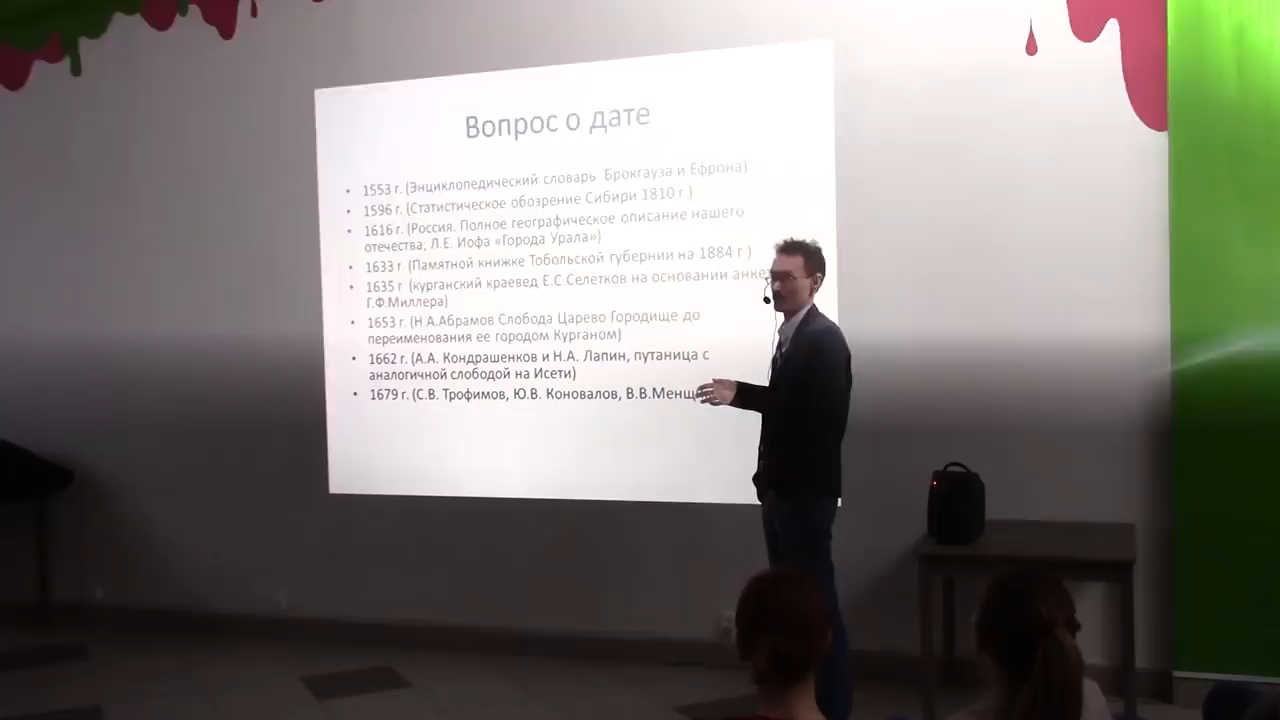 Вопрос о дате
• 1553 г. (Энциклопедический словарь Брокгауза и Ефрона)
• 1596 г. (Статистическое обозрение Сибири 1810 г.)
• 1616 г. (Россия. Полное географическое описание нашего
отечества; Л.Е. Иофа «Города Урала»)
• 1633 г (Памятной книжке Тобольской губернии на 1884 г )
• 1635 г (курганский краевед Е.С Селетков на основании
Г.Ф.Миллера)
• 1653 г. (Н.А.Абрамов Слобода Царево Городище до
переименования ее городом Курганом)
• 1662 г. (А.А. Кондрашенков и Н.А. Лапин, путаница с
аналогичной слободой на Исети)
• 1679 г. (С.В. Трофимов, Ю.В. Коновалов,